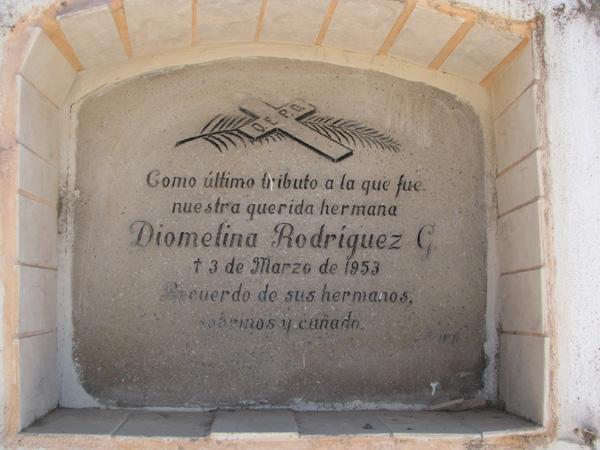 Q.E.P.D.
Como último tributo a la que fue.
nuestra querida hermana
Diomelina Rodríguez G.
† 3 de Marzo de 1953
Recuerdo de sus hermanos,
sobrinos y cuñado.